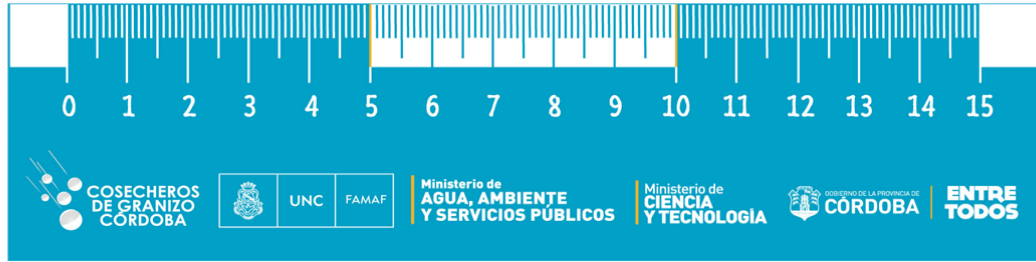 0 1 2 3 4 5 6 7 8 9 10 11 12 13 14 15
COSECHEROS
DE GRANIZO
CÓRDOBA
UNC
FAMAF
Ministerio de
AGUA, AMBIENTE
Y SERVICIOS PÚBLICOS
Ministerio de
CIENCIA
Y TECNOLOGÍA
GOBIERNO DE LA PROVINCIA DE
CÓRDOBA
ENTRE
TODOS